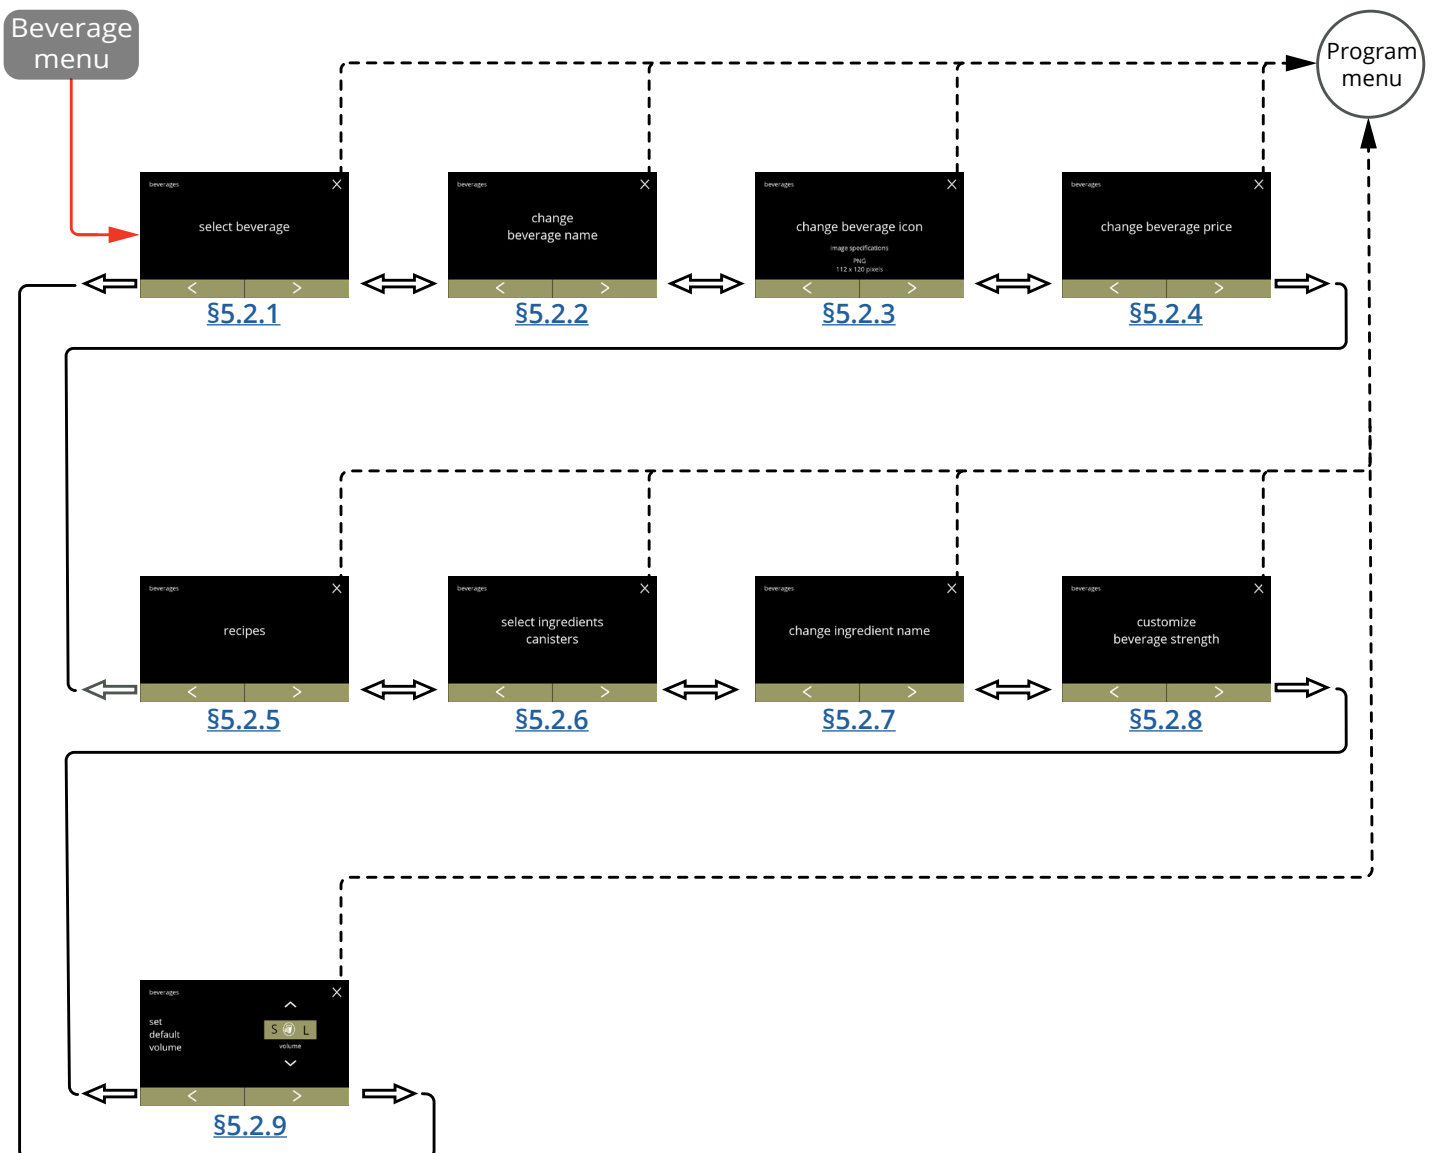 Beverage
menu
Program
menu
beverages
select beverage
< >
§5.2.1
beverages
change
beverage name
< >
§5.2.2
beverages
change beverage icon
image specifications
PNG
112 x 120 pixels
< >
§5.2.3
beverages
change beverage price
< >
§5.2.4
beverages
recipes
< >
§5.2.5
beverages
select ingredients
canisters
< >
§5.2.6
beverages
change ingredient name
< >
§5.2.7
beverages
customize
beverage strength
< >
§5.2.8
beverages
set
default
volume
S L
volume
< >
§5.2.9